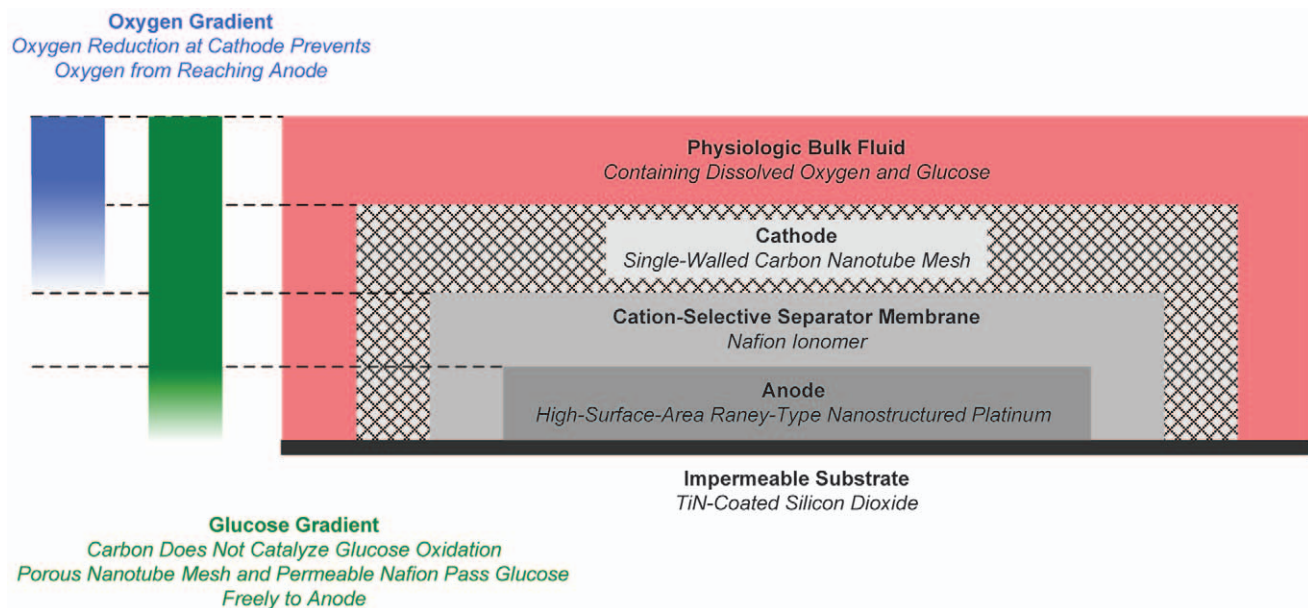 Oxygen Gradient
Oxygen Reduction at Cathode Prevents
Oxygen from Reaching Anode
Physiologic Bulk Fluid
Containing Dissolved Oxygen and Glucose
Cathode
Single-Walled Carbon Nanotube Mesh
Cation-Selective Separator Membrane
Nafion Ionomer
Anode
High-Surface-Area Raney-Type Nanostructured Platinum
Impermeable Substrate
TiN-Coated Silicon Dioxide
Glucose Gradient
Carbon Does Not Catalyze Glucose Oxidation
Porous Nanotube Mesh and Permeable Nafion Pass Glucose
Freely to Anode